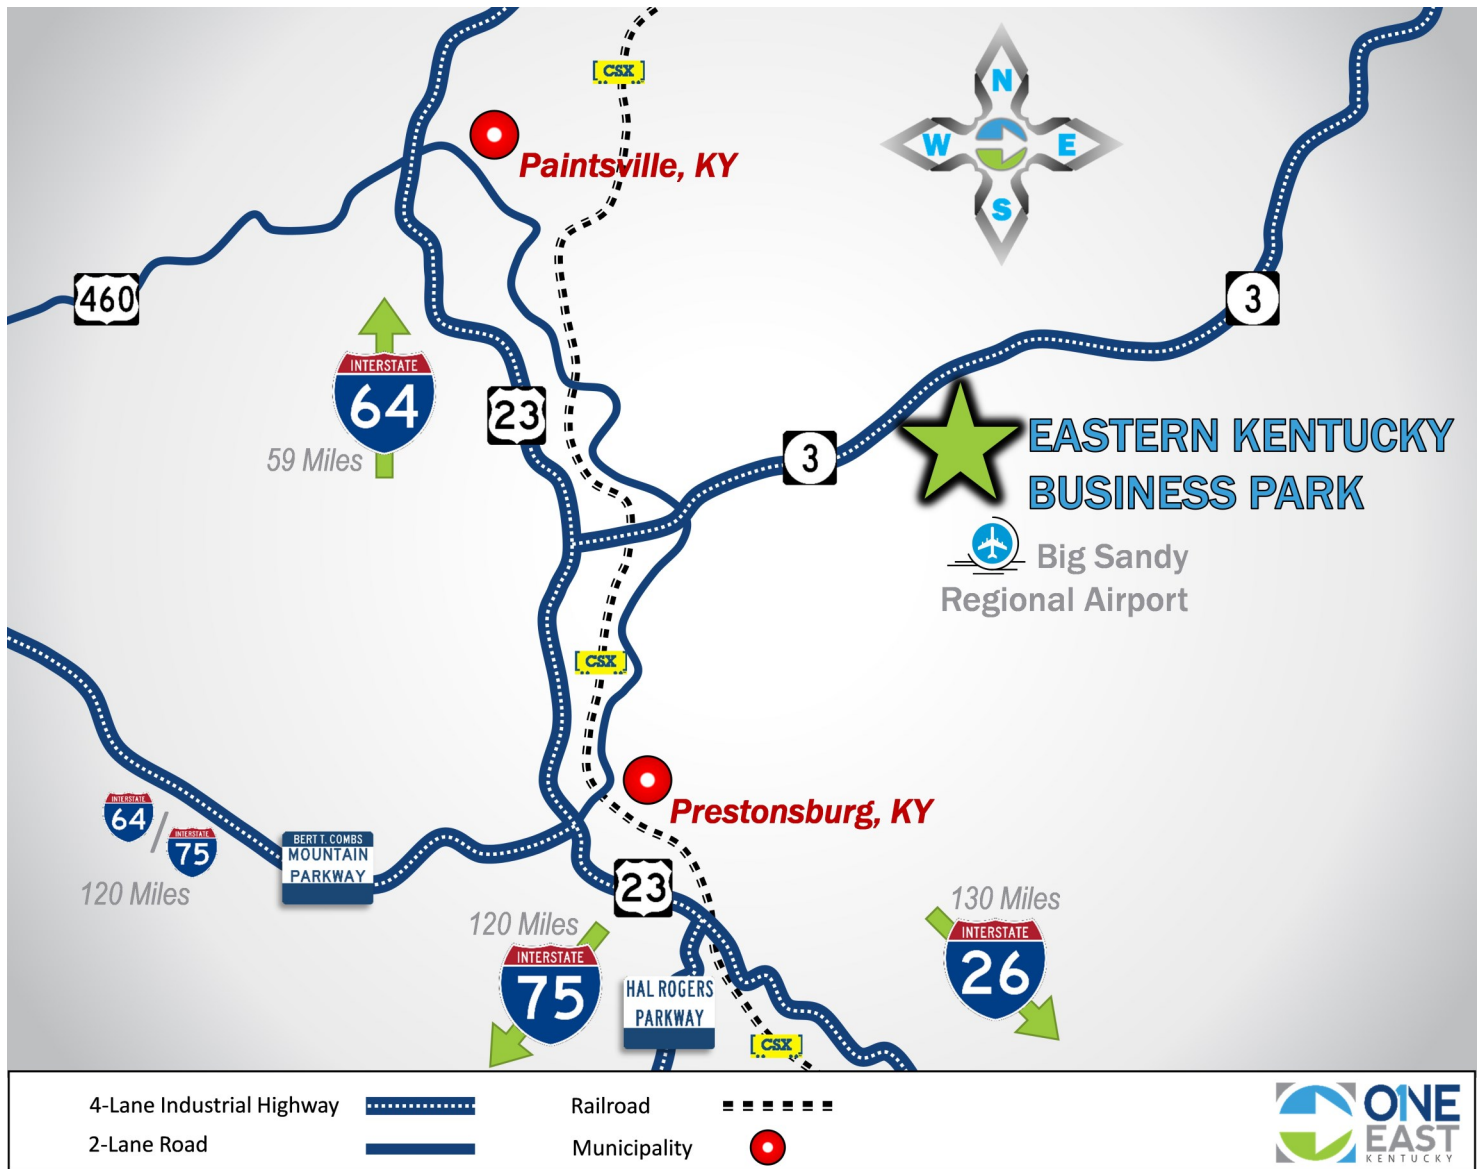 CSX
N
W
E
S
Paintsville, KY
460
3
INTERSTATE
64
59 Miles
23
3
EASTERN KENTUCKY
BUSINESS PARK
Big Sandy
Regional Airport
CSX
Prestonsburg, KY
INTERSTATE
64
/
INTERSTATE
75
120 Miles
BERT T. COMBS
MOUNTAIN
PARKWAY
23
120 Miles
INTERSTATE
75
HAL ROGERS
PARKWAY
130 Miles
INTERSTATE
26
CSX
4-Lane Industrial Highway
2-Lane Road
Railroad
Municipality
ONE
EAST
KENTUCKY